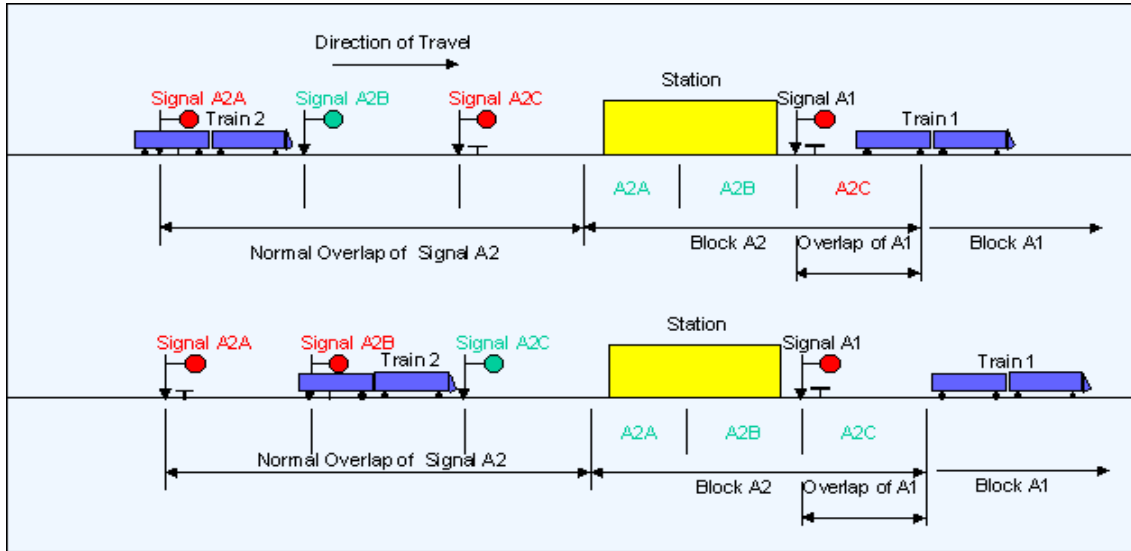 Direction of Travel
Station
Signal A2A
Signal A2B
Signal A2C
Signal A1
Train 2
Train 1
A2A
A2B
A2C
Normal Overlap of Signal A2
Block A2
Overlap of A1
Block A1
Station
Signal A2A
Signal A2B
Signal A2C
Signal A1
Train 2
Train 1
A2A
A2B
A2C
Normal Overlap of Signal A2
Block A2
Overlap of A1
Block A1